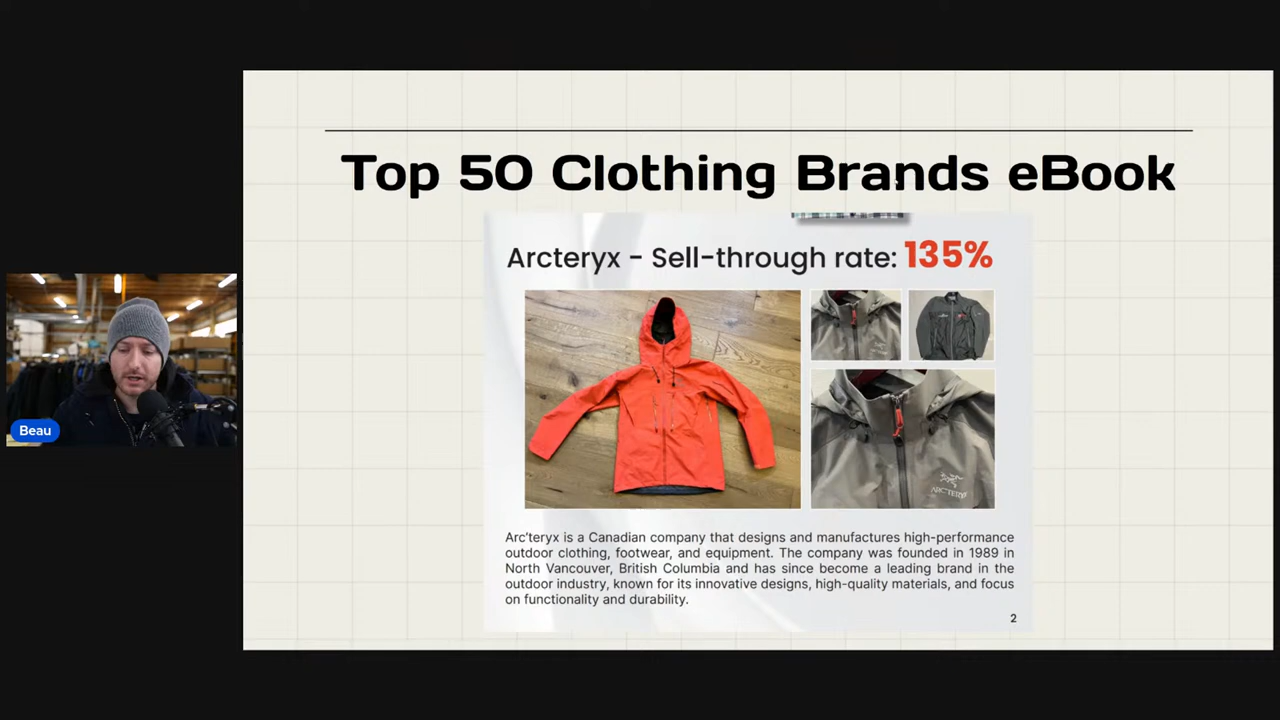 Top 50 Clothing Brands eBook
Arcteryx - Sell-through rate: 135%
ARC'TERYX
Arc'teryx is a Canadian company that designs and manufactures high-performance
outdoor clothing, footwear, and equipment. The company was founded in 1989 in
North Vancouver, British Columbia and has since become a leading brand in the
outdoor industry, known for its innovative designs, high-quality materials, and focus
on functionality and durability.
2
Beau